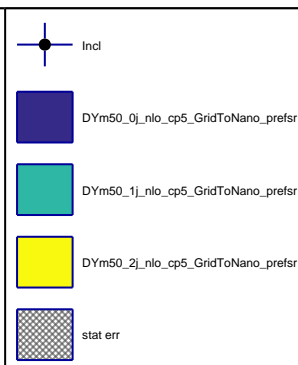 Incl
DYm50_0j_nlo_cp5_GridToNano_prefsr
DYm50_1j_nlo_cp5_GridToNano_prefsr
DYm50_2j_nlo_cp5_GridToNano_prefsr
stat err